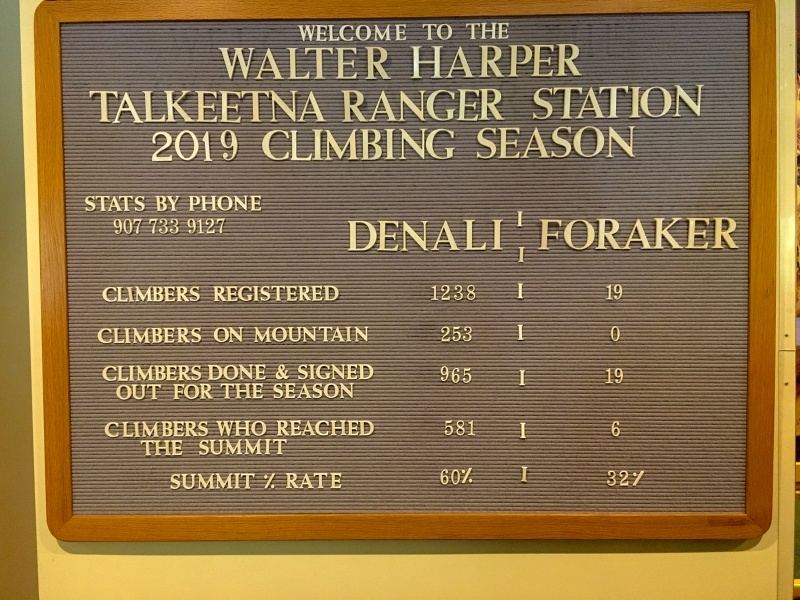 WELCOME TO THE
WALTER HARPER
TALKEETNA RANGER STATION
2019 CLIMBING SEASON
STATS BY PHONE
907 733 9127
DENALI I FORAKER
I
CLIMBERS REGISTERED 1238 I 19
CLIMBERS ON MOUNTAIN 253 I 0
CLIMBERS DONE & SIGNED 965 I 19
OUT FOR THE SEASON
CLIMBERS WHO REACHED 581 I 6
THE SUMMIT
SUMMIT % RATE 60% I 32%